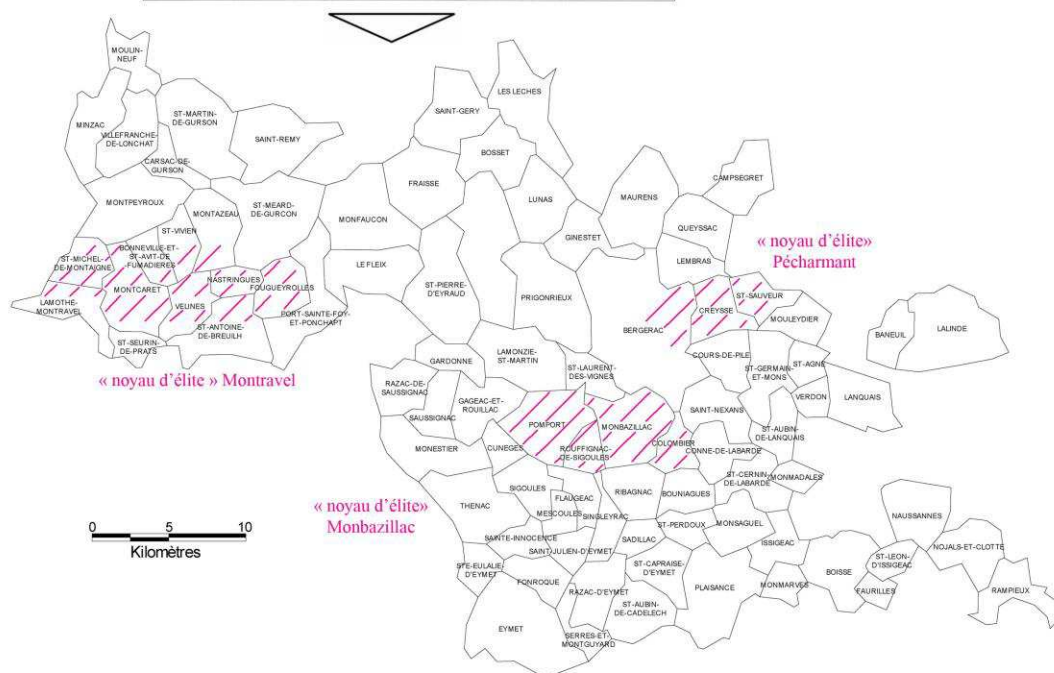 MOULIN-
NEUF
LES LECHES
MINZAC
ST-MARTIN-
DE-GURSON
SAINT-GERY
VILLEFRANCHE-
DE-LONCHAT
SAINT-REMY
BOSSET
CARSAC-DE-
GURSON
CAMPSEGRET
FRAISSE
MAURENS
MONTPEYROUX
MONTAZEAU
ST-MEARD-
DE-GURCON
MONFAUCON
LUNAS
ST-VIVIEN
QUEYSSAC
GINESTET
ST-MICHEL-
DE-MONTAIGNE
BONNEVILLE-ET-
ST-AVIT-DE-
FUMADIERES
LE FLEIX
LEMBRAS
« noyau d'élite»
Pécharmant
NASTRINGUES
FOUGUEYROLLES
MONTCARET
ST-PIERRE-
D'EYRAUD
PRIGONRIEUX
ST-SAUVEUR
LAMOTHE-
MONTRAVEL
VELINES
CREYSSE
PORT-SAINTE-FOY-
ET-PONCHAPT
MOULEYDIER
ST-ANTOINE-
DE-BREUILH
BERGERAC
BANEUIL
LALINDE
ST-SEURIN-
DE-PRATS
LAMONZIE-
ST-MARTIN
COURS-DE-PILE
« noyau d'élite » Montravel
GARDONNE
ST-LAURENT-
DES-VIGNES
ST-GERMAIN-
ET-MONS
ST-AGNE
RAZAC-DE-
SAUSSIGNAC
GAGEAC-ET-
ROUILLAC
VERDON
LANQUAIS
SAUSSIGNAC
SAINT-NEXANS
POMPORT
MONBAZILLAC
ST-AUBIN-
DE-LANQUAIS
MONESTIER
CUNEGES
ROUFFIGNAC-
DE-SIGOULES
COLOMBIER
CONNE-DE-LABARDE
ST-CERNIN-
DE-LABARDE
MONMADALES
SIGOULES
RIBAGNAC
BOUNIAGUES
THENAC
FLAUGEAC
« noyau d'élite»
Monbazillac
MESCOULES
SINGLEYRAC
NAUSSANNES
ST-PERDOUX
MONSAGUEL
0 5 10
Kilomètres
SAINTE-INNOCENCE
SADILLAC
ISSIGEAC
SAINT-JULIEN-D'EYMET
NOJALS-ET-CLOTTE
ST-LEON-
D'ISSIGEAC
STE-EULALIE-
D'EYMET
ST-CAPRAISE-
D'EYMET
BOISSE
FONROQUE
PLAISANCE
MONMARVES
FAURILLES
RAZAC-D'EYMET
RAMPIEUX
ST-AUBIN-
DE-CADELECH
EYMET
SERRES-ET-
MONTGUYARD